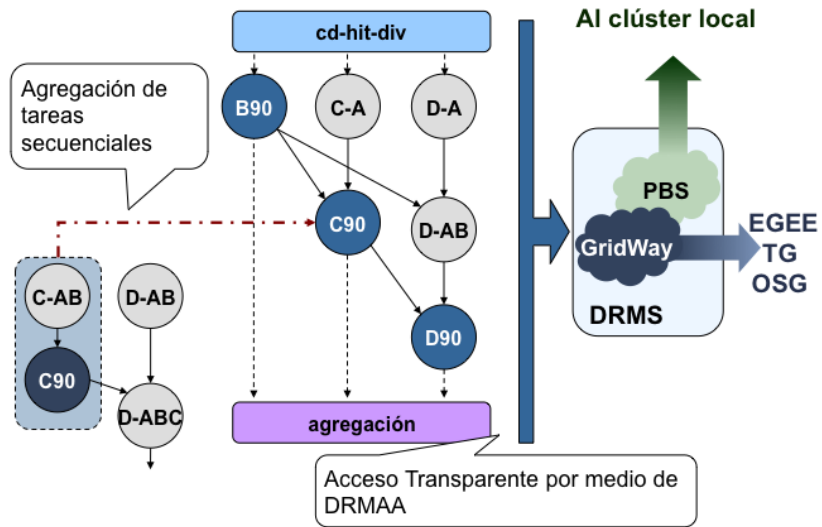 Al clúster local
cd-hit-div
Agregación de
tareas
secuenciales
B90
C-A
D-A
PBS
C90
D-AB
GridWay
EGEE
TG
OSG
DRMS
C-AB
D-AB
D90
C90
D-ABC
agregación
Acceso Transparente por medio de
DRMAA